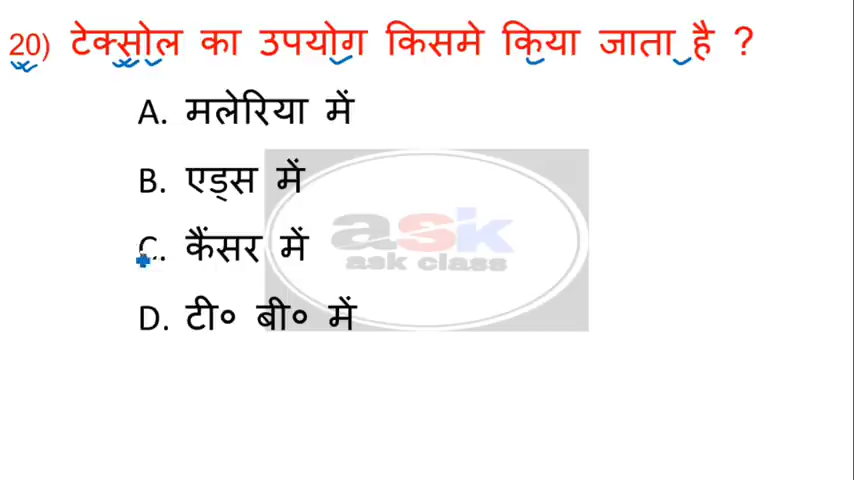 20) टेक्सोल का उपयोग किसमे किया जाता है ?
A. मलेरिया में
B. एड्स में
ask
C. कैंसर में
ask class
D. टी० बी० में